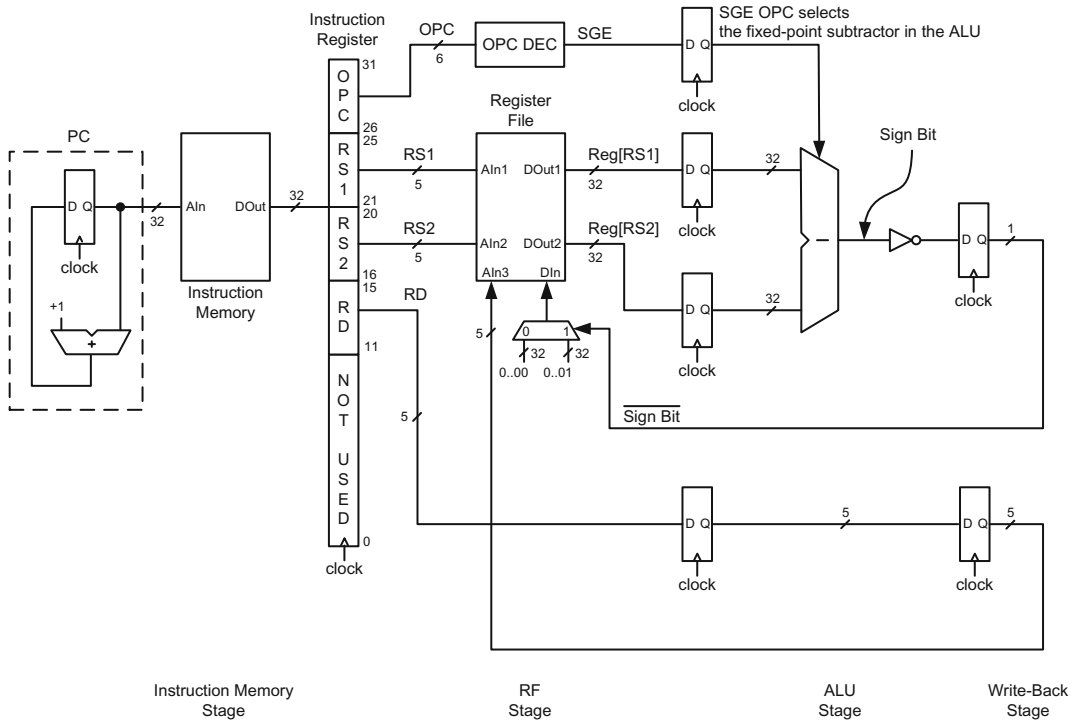 SGE OPC selects
the fixed-point subtractor in the ALU
Instruction
Register
OPC
6
OPC DEC
SGE
D Q
clock
31
O
P
C
26
25
R
S
1
21
20
R
S
2
16
15
R
D
11
N
O
T
U
S
E
D
0
clock
PC
D Q
clock
+1
+
32
AIn
DOut
Instruction
Memory
32
RS1
5
RS2
5
RD
5
Register
File
AIn1
DOut1
AIn2
DOut2
AIn3
DIn
5
0 1
32
32
0..00
0..01
Reg[RS1]
32
Reg[RS2]
32
D Q
clock
D Q
clock
32
32
–
Sign Bit
D Q
clock
1
Sign Bit
D Q
clock
5
D Q
clock
5
Instruction Memory
Stage
RF
Stage
ALU
Stage
Write-Back
Stage